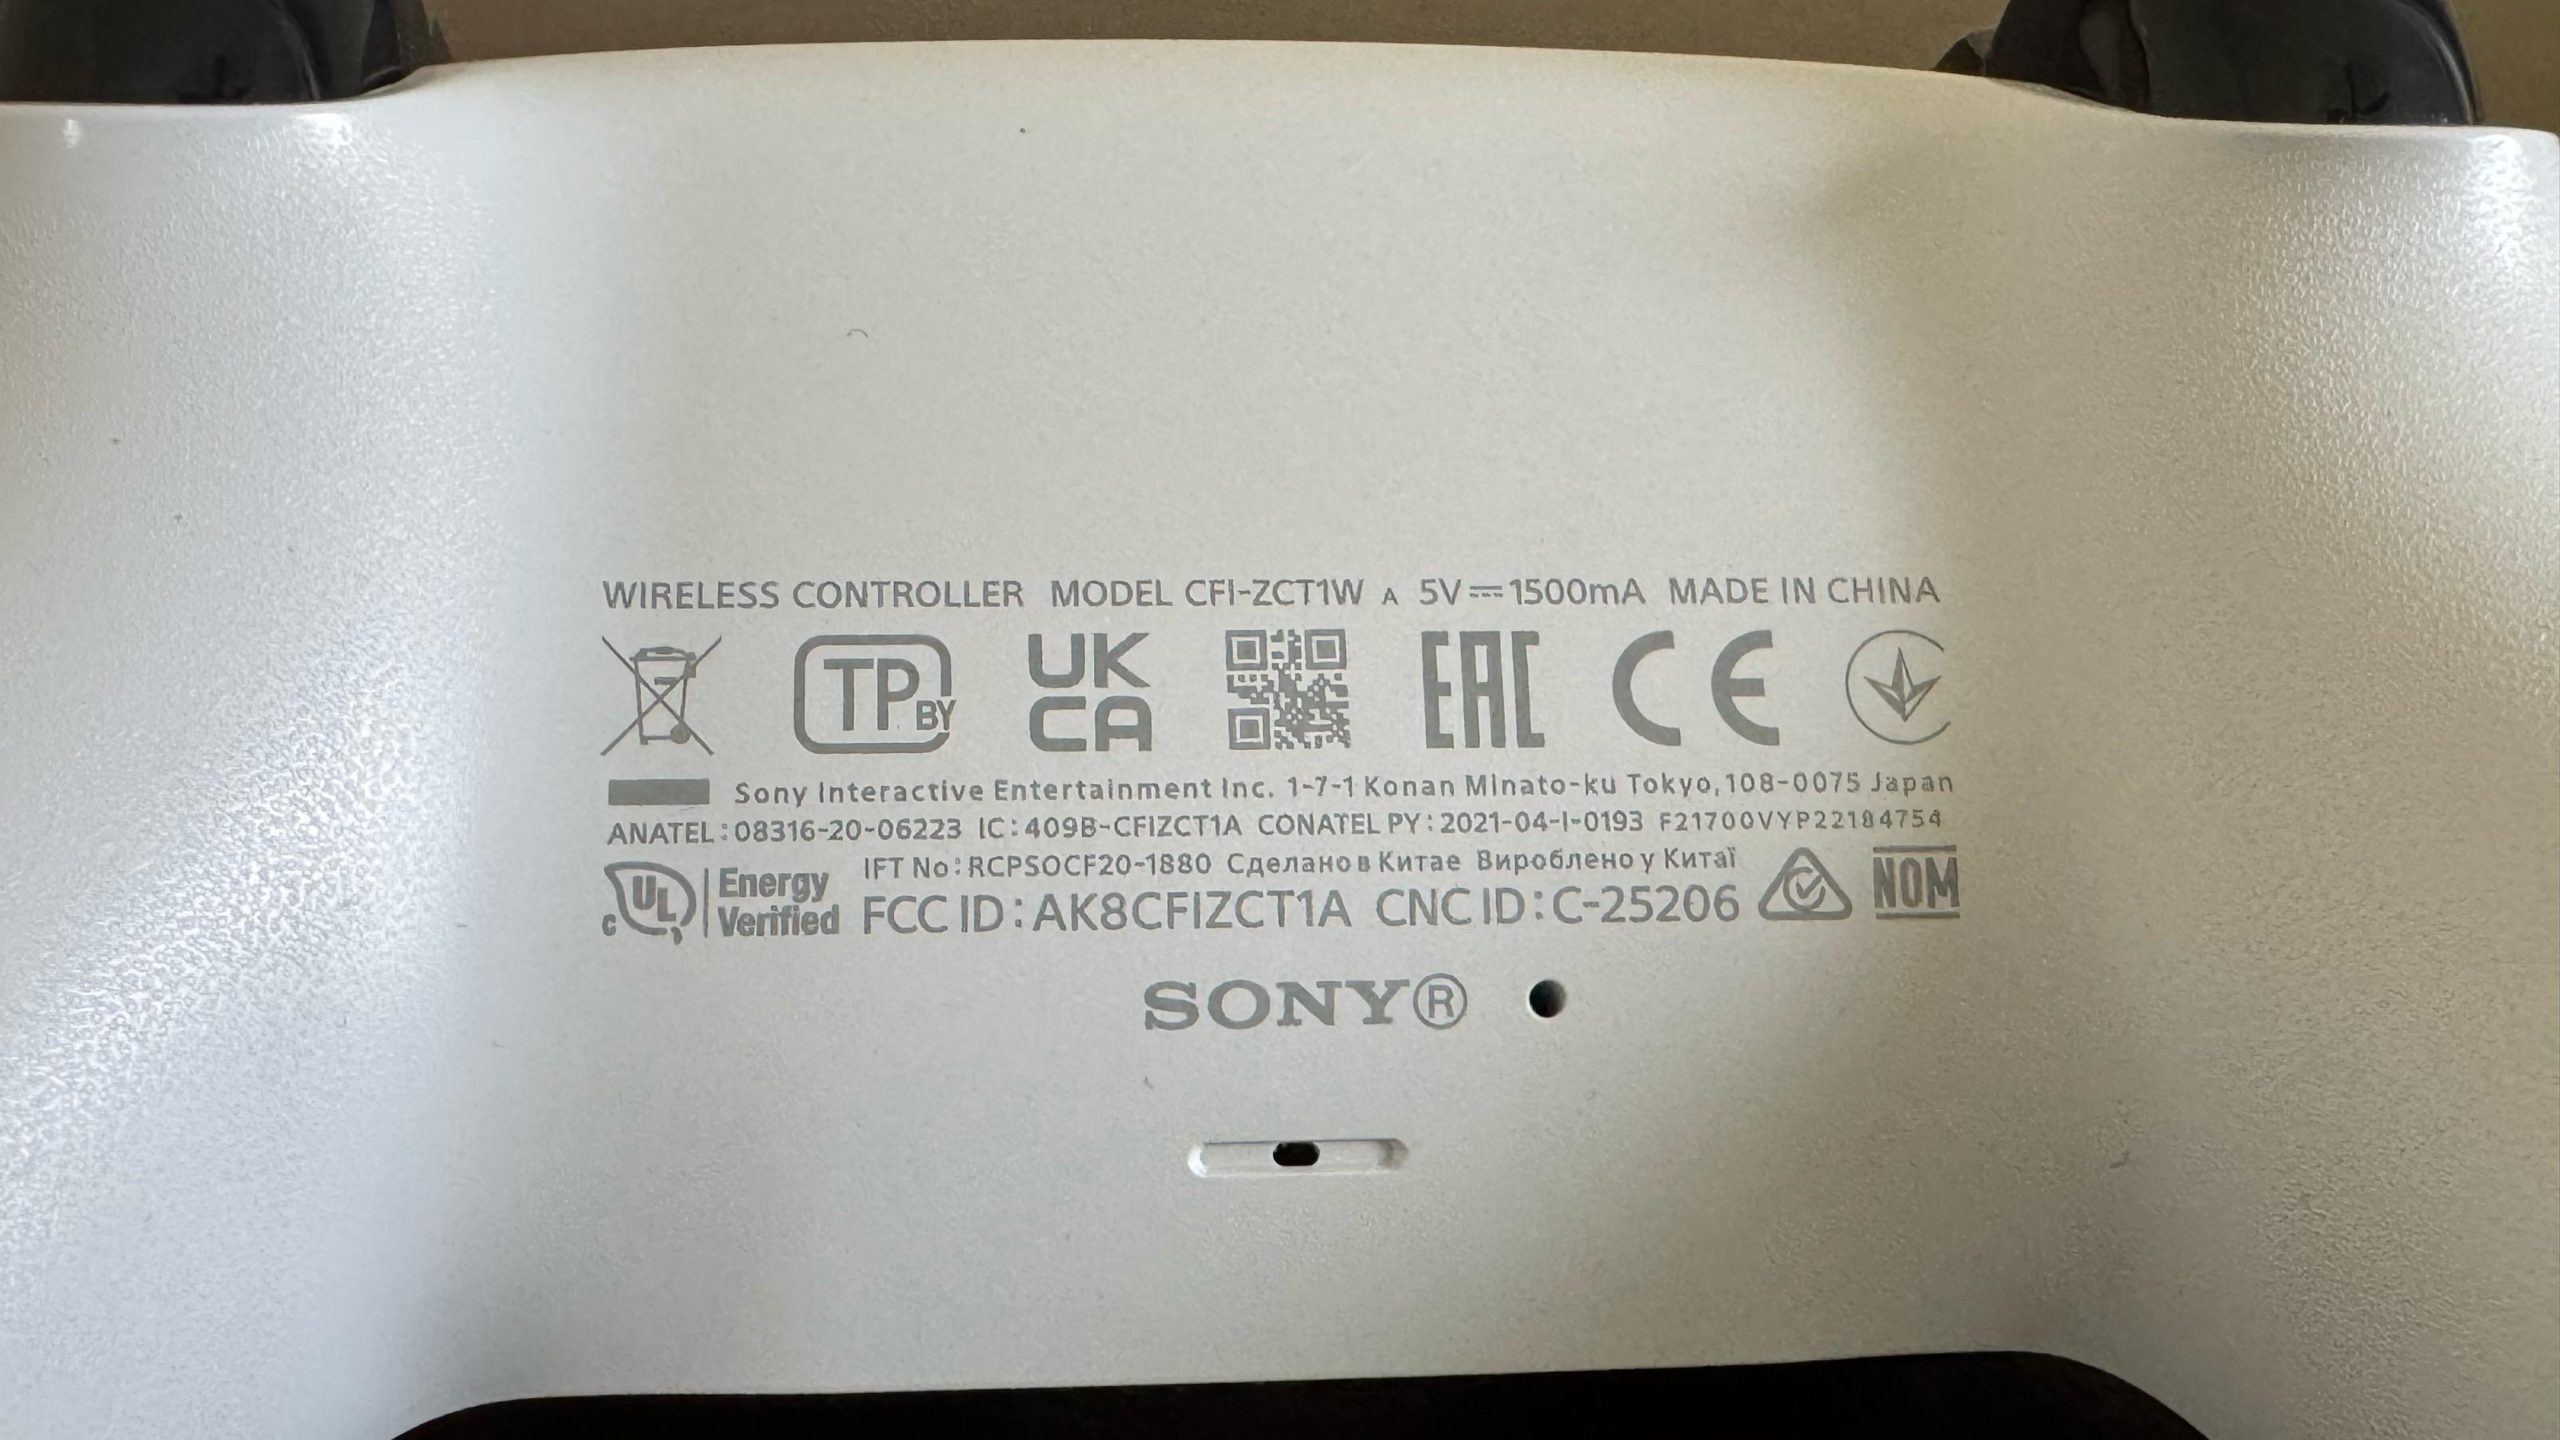 WIRELESS CONTROLLER MODEL CFI-ZCT1W A 5V⎓1500mA MADE IN CHINA
TP BY UK CA EAC CE
Sony Interactive Entertainment Inc. 1-7-1 Konan Minato-ku Tokyo,108-0075 Japan
ANATEL:08316-20-06223 IC:409B-CFIZCT1A CONATEL PY:2021-04-I-0193 F21700VYP22184754
IFT No:RCPSOCF20-1880 Сделано в Китае Вироблено у Китаї
c UL Energy Verified FCC ID:AK8CFIZCT1A CNC ID:C-25206 NOM
SONY®